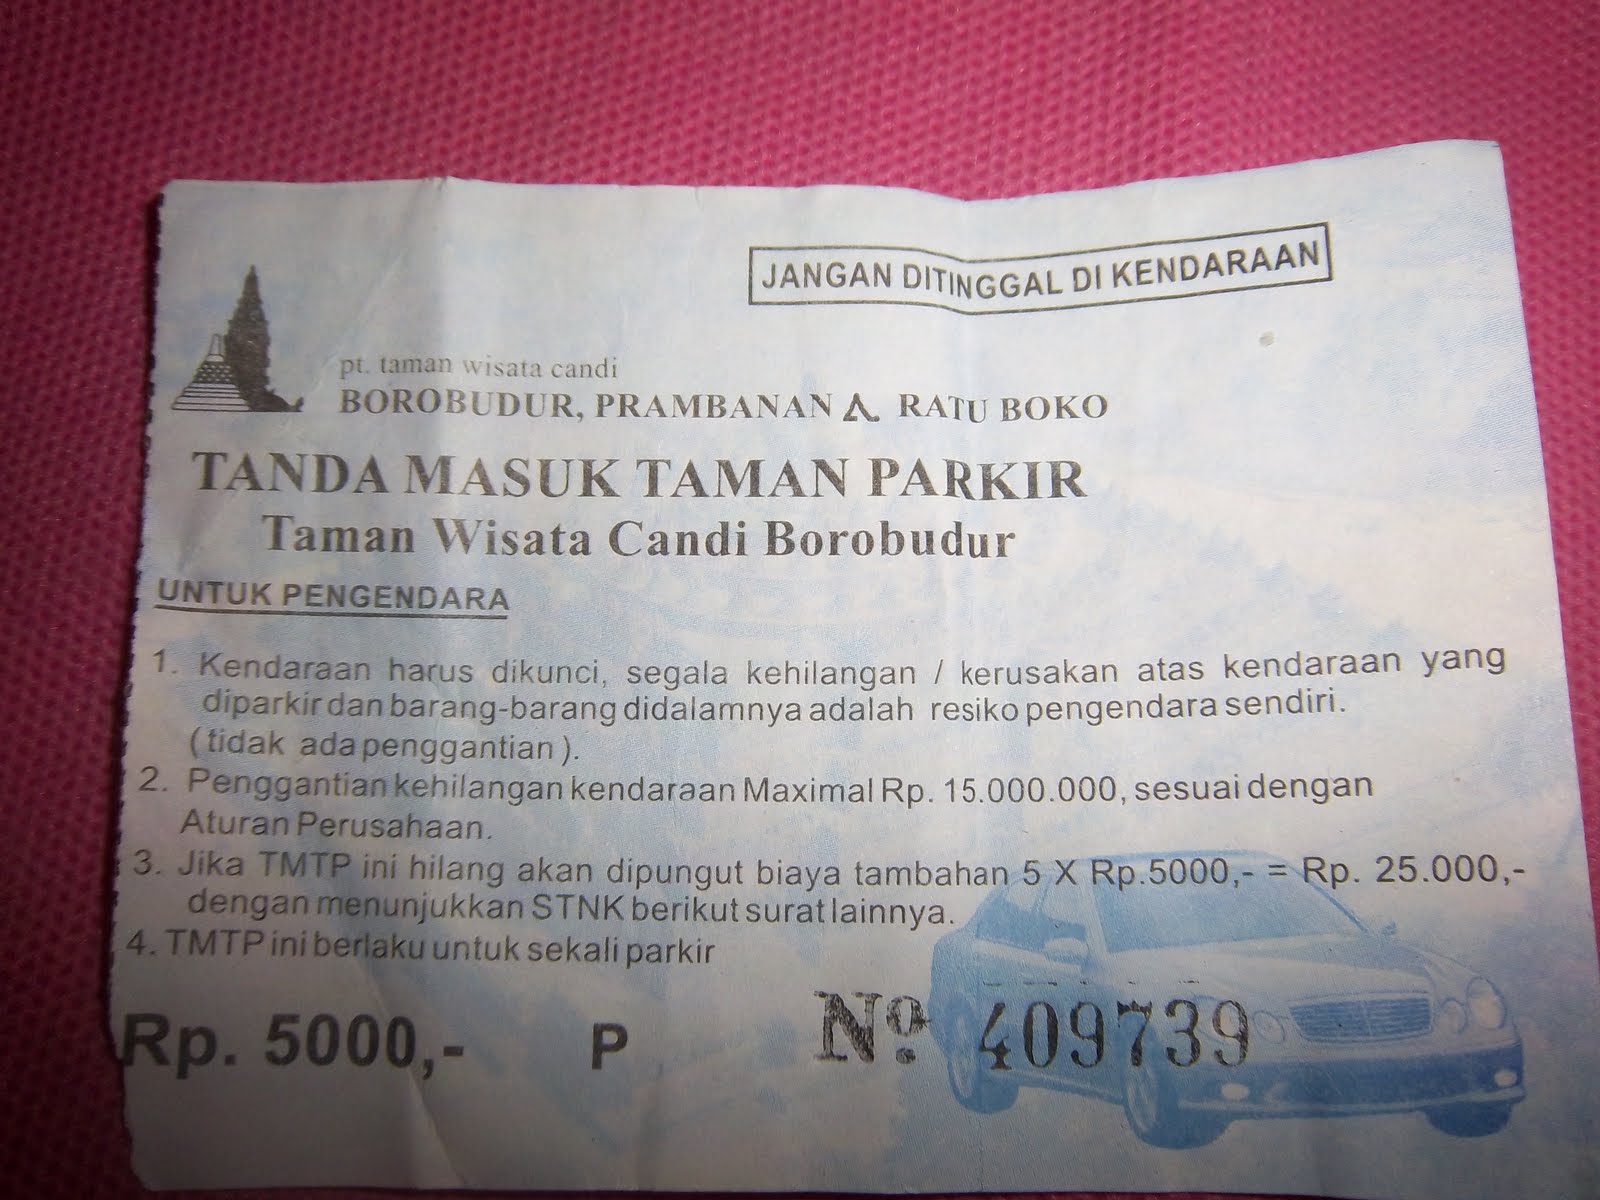 JANGAN DITINGGAL DI KENDARAAN
pt. taman wisata candi
BOROBUDUR, PRAMBANAN & RATU BOKO
TANDA MASUK TAMAN PARKIR
Taman Wisata Candi Borobudur
UNTUK PENGENDARA
1. Kendaraan harus dikunci, segala kehilangan / kerusakan atas kendaraan yang
diparkir dan barang-barang didalamnya adalah resiko pengendara sendiri.
( tidak ada penggantian ).
2. Penggantian kehilangan kendaraan Maximal Rp. 15.000.000, sesuai dengan
Aturan Perusahaan.
3. Jika TMTP ini hilang akan dipungut biaya tambahan 5 X Rp.5000,- = Rp. 25.000,-
dengan menunjukkan STNK berikut surat lainnya.
4. TMTP ini berlaku untuk sekali parkir
Rp. 5000,- P Nº. 409739